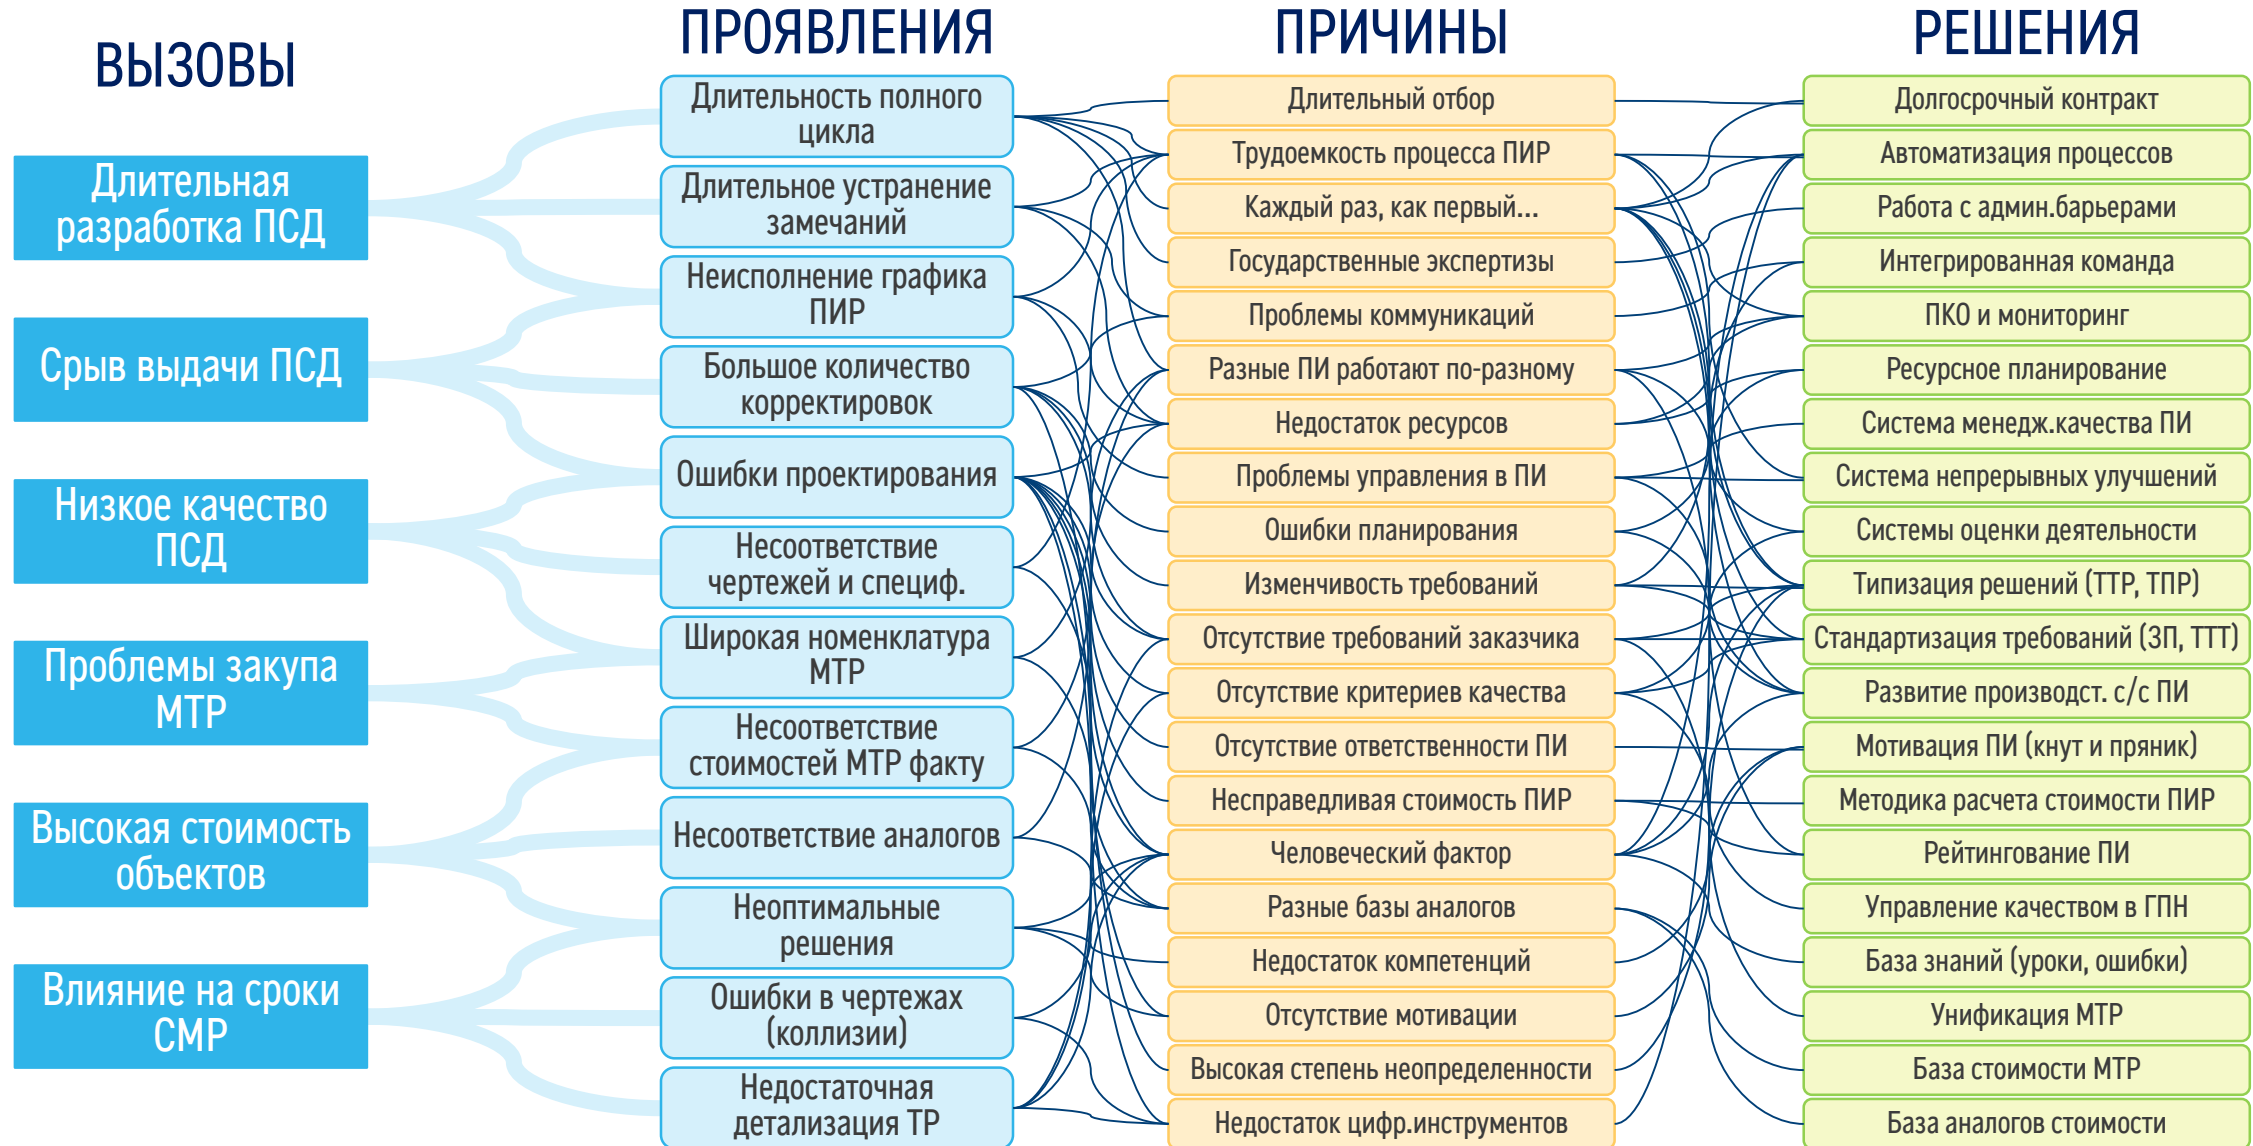 ВЫЗОВЫ
Длительная
разработка ПСД
Срыв выдачи ПСД
Низкое качество
ПСД
Проблемы закупа
МТР
Высокая стоимость
объектов
Влияние на сроки
СМР
ПРОЯВЛЕНИЯ
Длительность полного
цикла
Длительное устранение
замечаний
Неисполнение графика
ПИР
Большое количество
корректировок
Ошибки проектирования
Несоответствие
чертежей и специф.
Широкая номенклатура
МТР
Несоответствие
стоимостей МТР факту
Несоответствие аналогов
Неоптимальные
решения
Ошибки в чертежах
(коллизии)
Недостаточная
детализация ТР
ПРИЧИНЫ
Длительный отбор
Трудоемкость процесса ПИР
Каждый раз, как первый...
Государственные экспертизы
Проблемы коммуникаций
Разные ПИ работают по-разному
Недостаток ресурсов
Проблемы управления в ПИ
Ошибки планирования
Изменчивость требований
Отсутствие требований заказчика
Отсутствие критериев качества
Отсутствие ответственности ПИ
Несправедливая стоимость ПИР
Человеческий фактор
Разные базы аналогов
Недостаток компетенций
Отсутствие мотивации
Высокая степень неопределенности
Недостаток цифр.инструментов
РЕШЕНИЯ
Долгосрочный контракт
Автоматизация процессов
Работа с админ.барьерами
Интегрированная команда
ПКО и мониторинг
Ресурсное планирование
Система менедж.качества ПИ
Система непрерывных улучшений
Системы оценки деятельности
Типизация решений (ТТР, ТПР)
Стандартизация требований (ЗП, ТТТ)
Развитие производст. с/с ПИ
Мотивация ПИ (кнут и пряник)
Методика расчета стоимости ПИР
Рейтингование ПИ
Управление качеством в ГПН
База знаний (уроки, ошибки)
Унификация МТР
База стоимости МТР
База аналогов стоимости